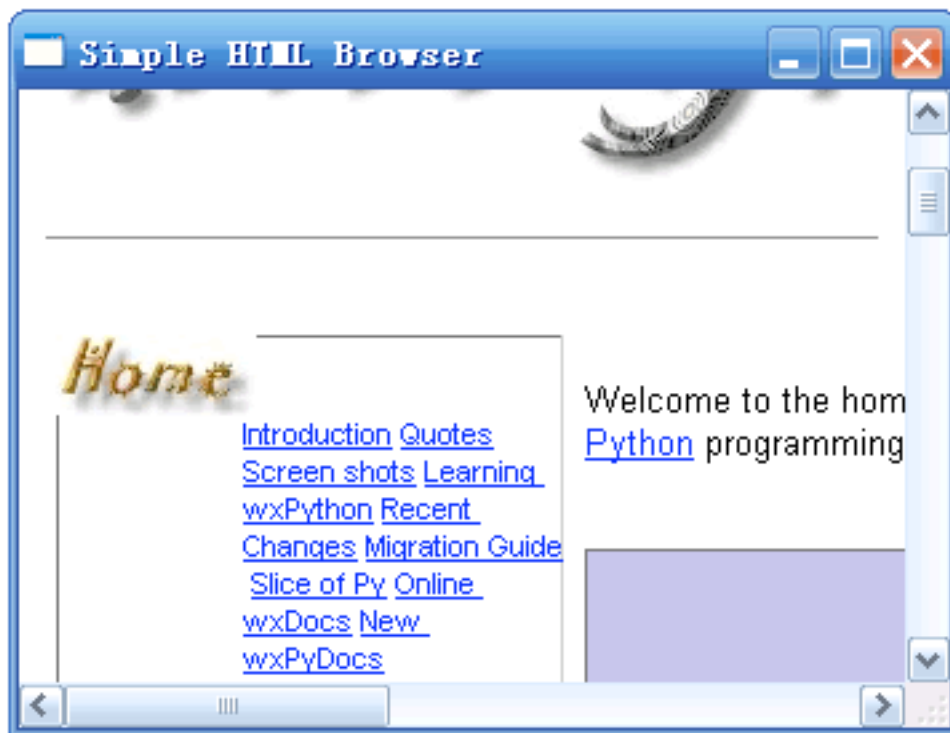 Simple HTML Browser
Home
Introduction Quotes
Screen shots Learning
wxPython Recent
Changes Migration Guide
Slice of Py Online
wxDocs New
wxPyDocs
Welcome to the hom
Python programming